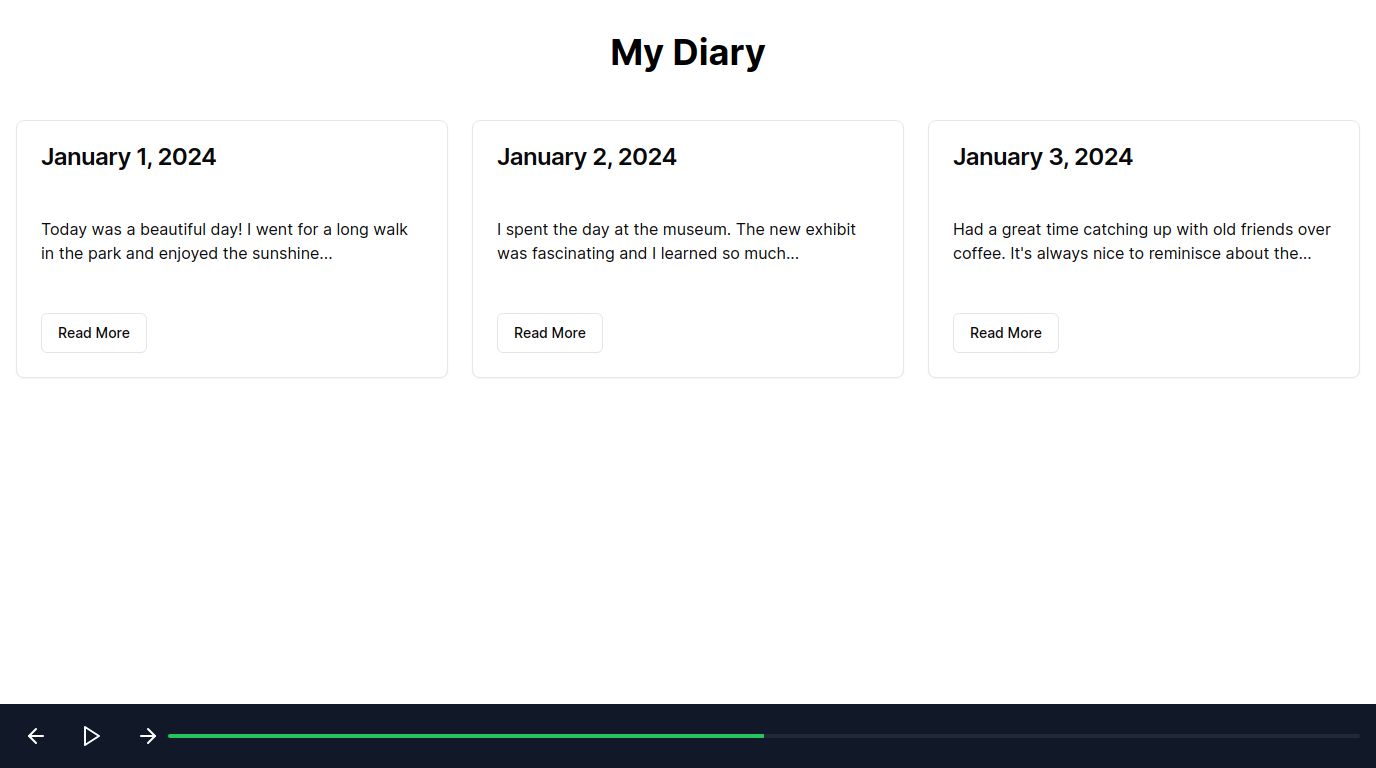 My Diary
January 1, 2024
Today was a beautiful day! I went for a long walk
in the park and enjoyed the sunshine...
Read More
January 2, 2024
I spent the day at the museum. The new exhibit
was fascinating and I learned so much...
Read More
January 3, 2024
Had a great time catching up with old friends over
coffee. It's always nice to reminisce about the...
Read More